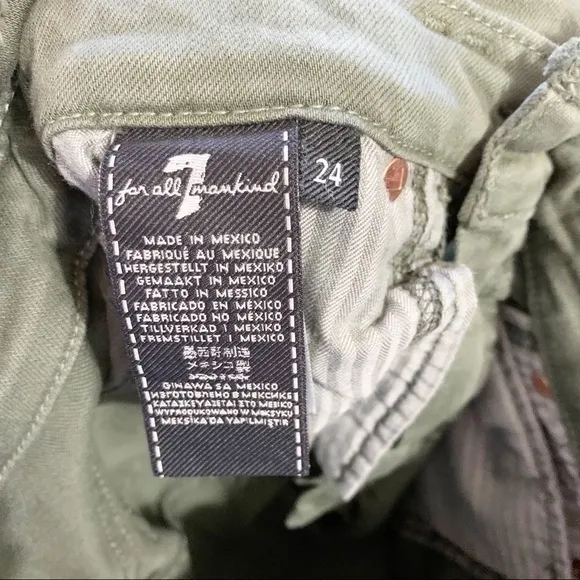 7
for all mankind
24
MADE IN MEXICO
FABRIQUÉ AU MEXIQUE
HERGESTELLT IN MEXIKO
GEMAAKT IN MEXICO
FATTO IN MESSICO
FABRICADO EN MÉXICO
FABRICADO NO MÉXICO
TILLVERKAD I MEXIKO
FREMSTILLET I MEXICO
墨西哥制造
メキシコ製
GINAWA SA MEXICO
ИЗГОТОВЛЕНО В МЕКСИКЕ
ΚΑΤΑΣΚΕΥΑΖΕΤΑΙ ΣΤΟ ΜΕΞΙΚΟ
WYPRODUKOWANO W MEKSYKU
MEKSİKA'DA YAPILMIŞTIR